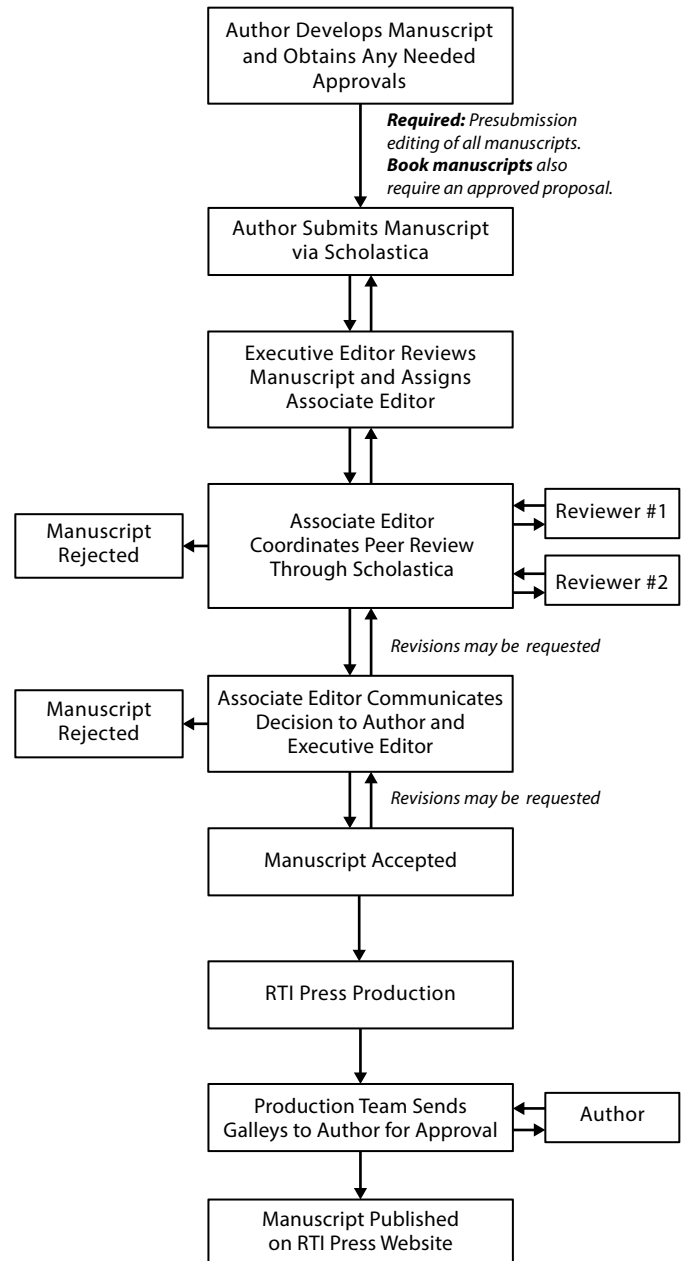 Author Develops Manuscript
and Obtains Any Needed
Approvals
Required: Presubmission
editing of all manuscripts.
Book manuscripts also
require an approved proposal.
Author Submits Manuscript
via Scholastica
Executive Editor Reviews
Manuscript and Assigns
Associate Editor
Manuscript
Rejected
Associate Editor
Coordinates Peer Review
Through Scholastica
Reviewer #1
Reviewer #2
Revisions may be requested
Manuscript
Rejected
Associate Editor Communicates
Decision to Author and
Executive Editor
Revisions may be requested
Manuscript Accepted
RTI Press Production
Production Team Sends
Galleys to Author for Approval
Author
Manuscript Published
on RTI Press Website